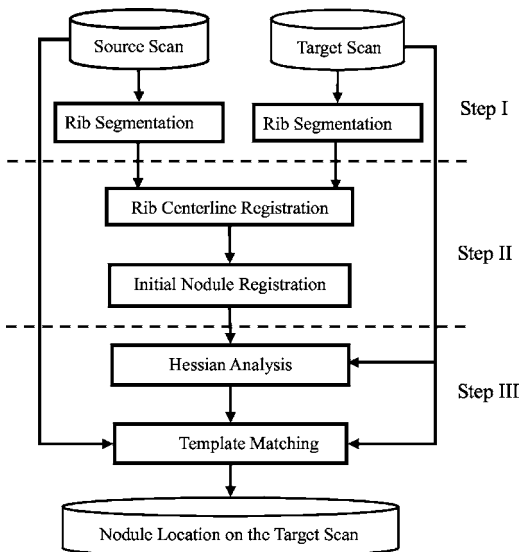 Source Scan
Target Scan
Rib Segmentation
Rib Segmentation
Step I
Rib Centerline Registration
Initial Nodule Registration
Step II
Hessian Analysis
Template Matching
Step III
Nodule Location on the Target Scan